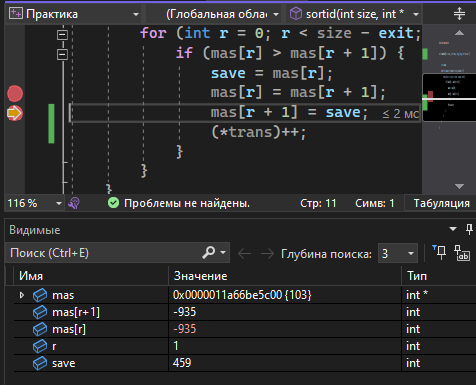 Практика
(Глобальная облас
sortid(int size, int *
for (int r = 0; r < size - exit;
if (mas[r] > mas[r + 1]) {
save = mas[r];
mas[r] = mas[r + 1];
mas[r + 1] = save; ≤ 2 мс
(*trans)++;
}
}
}
116 % Проблемы не найдены. Стр: 11 Симв: 1 Табуляция
Видимые
Поиск (Ctrl+E) Глубина поиска: 3
Имя Значение Тип
mas 0x0000011a66be5c00 {103} int *
mas[r+1] -935 int
mas[r] -935 int
r 1 int
save 459 int